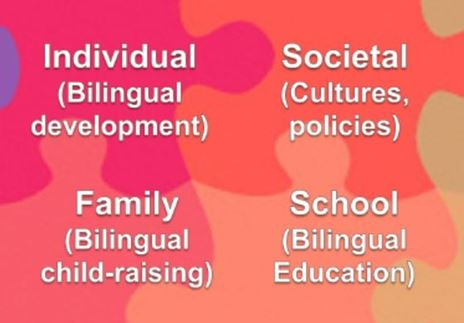 Individual
(Bilingual
development)
Societal
(Cultures,
policies)
Family
(Bilingual
child-raising)
School
(Bilingual
Education)